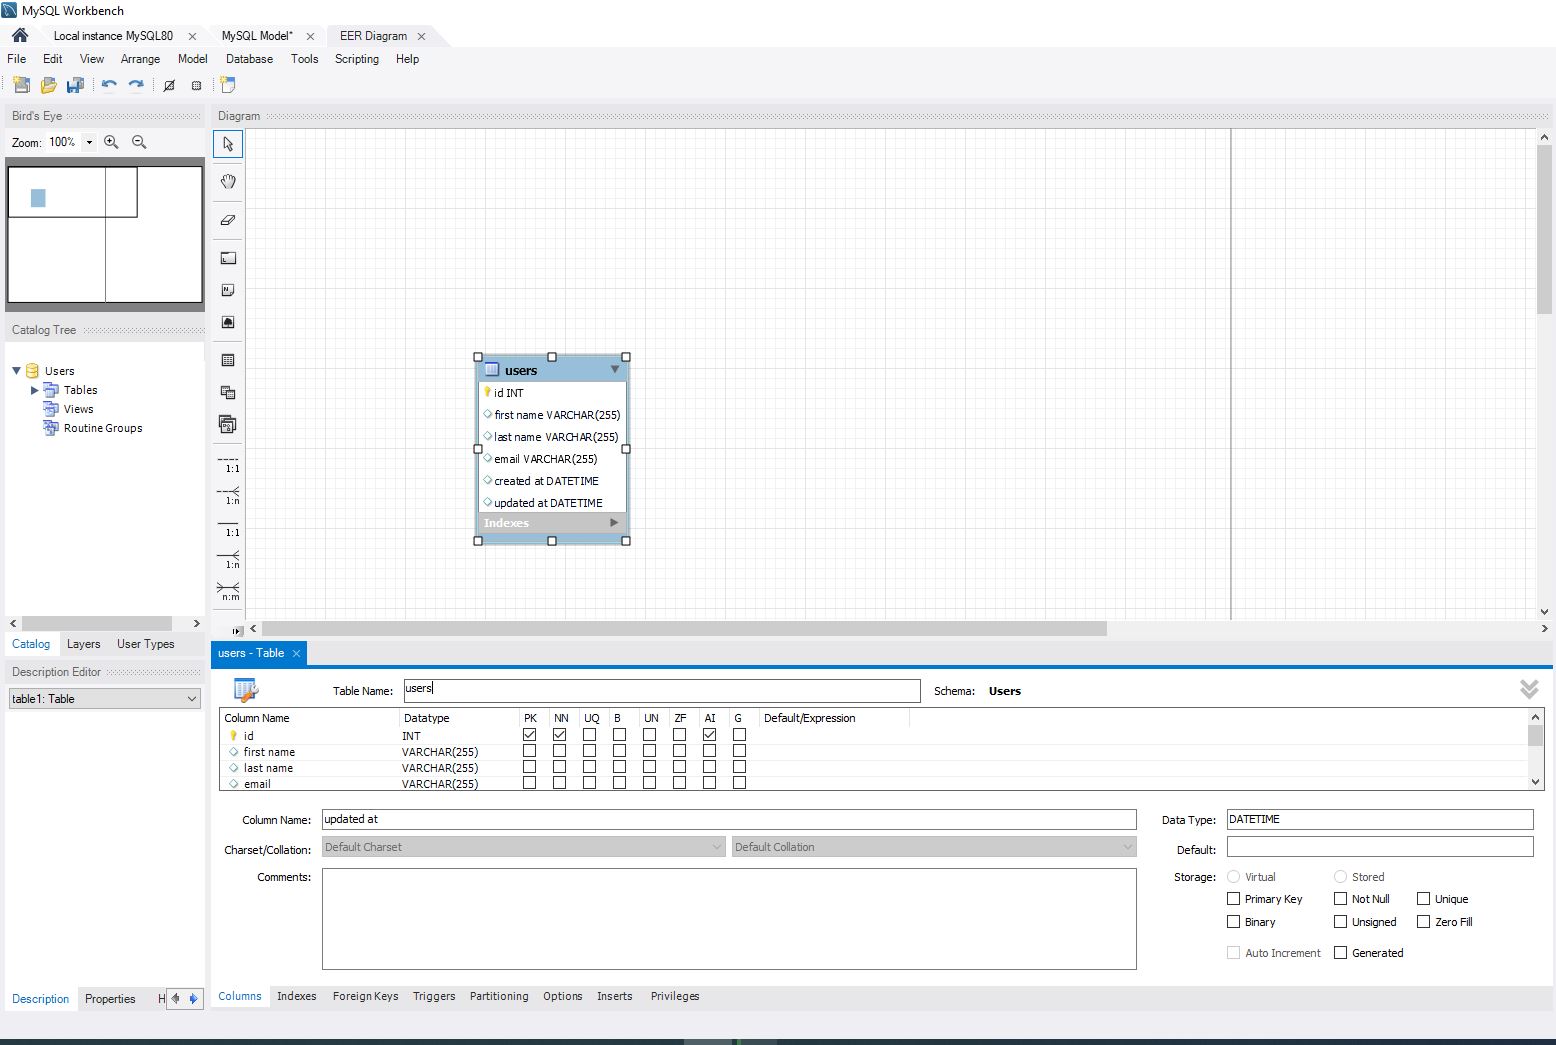 MySQL Workbench
Local instance MySQL80
MySQL Model*
EER Diagram
File Edit View Arrange Model Database Tools Scripting Help
Bird's Eye
Diagram
Zoom: 100%
Catalog Tree
Users
Tables
Views
Routine Groups
1:1
1:n
1:1
1:n
n:m
users
id INT
first name VARCHAR(255)
last name VARCHAR(255)
email VARCHAR(255)
created at DATETIME
updated at DATETIME
Indexes
Catalog Layers User Types
Description Editor
table1: Table
users - Table
Table Name: users
Schema: Users
Column Name Datatype PK NN UQ B UN ZF AI G Default/Expression
id INT
first name VARCHAR(255)
last name VARCHAR(255)
email VARCHAR(255)
Column Name: updated at
Data Type: DATETIME
Charset/Collation: Default Charset Default Collation
Default:
Comments:
Storage: Virtual Stored
Primary Key Not Null Unique
Binary Unsigned Zero Fill
Auto Increment Generated
Description Properties H
Columns Indexes Foreign Keys Triggers Partitioning Options Inserts Privileges